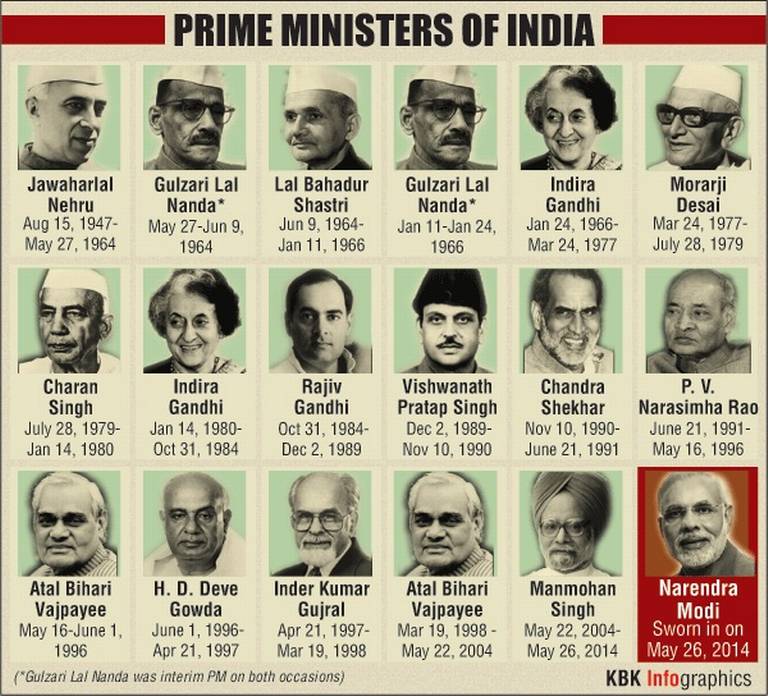 PRIME MINISTERS OF INDIA
Jawaharlal
Nehru
Aug 15, 1947-
May 27, 1964
Gulzari Lal
Nanda*
May 27-Jun 9,
1964
Lal Bahadur
Shastri
Jun 9, 1964-
Jan 11, 1966
Gulzari Lal
Nanda*
Jan 11-Jan 24,
1966
Indira
Gandhi
Jan 24, 1966-
Mar 24, 1977
Morarji
Desai
Mar 24, 1977-
July 28, 1979
Charan
Singh
July 28, 1979-
Jan 14, 1980
Indira
Gandhi
Jan 14, 1980-
Oct 31, 1984
Rajiv
Gandhi
Oct 31, 1984-
Dec 2, 1989
Vishwanath
Pratap Singh
Dec 2, 1989-
Nov 10, 1990
Chandra
Shekhar
Nov 10, 1990-
June 21, 1991
P. V.
Narasimha Rao
June 21, 1991-
May 16, 1996
Atal Bihari
Vajpayee
May 16-June 1,
1996
H. D. Deve
Gowda
June 1, 1996-
Apr 21, 1997
Inder Kumar
Gujral
Apr 21, 1997-
Mar 19, 1998
Atal Bihari
Vajpayee
Mar 19, 1998 -
May 22, 2004
Manmohan
Singh
May 22, 2004-
May 26, 2014
Narendra
Modi
Sworn in on
May 26, 2014
(*Gulzari Lal Nanda was interim PM on both occasions)
KBK Infographics